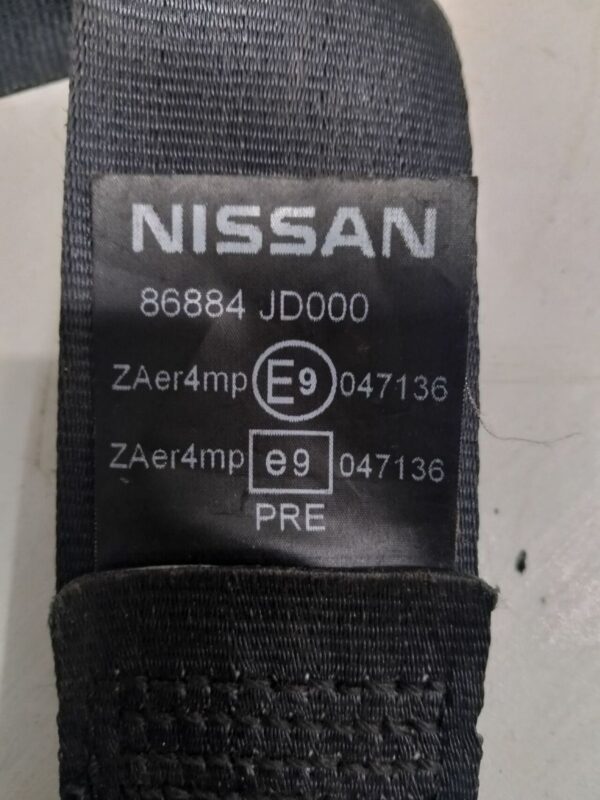 NISSAN
86884 JD000
ZAer4mp E9 047136
ZAer4mp e9 047136
PRE